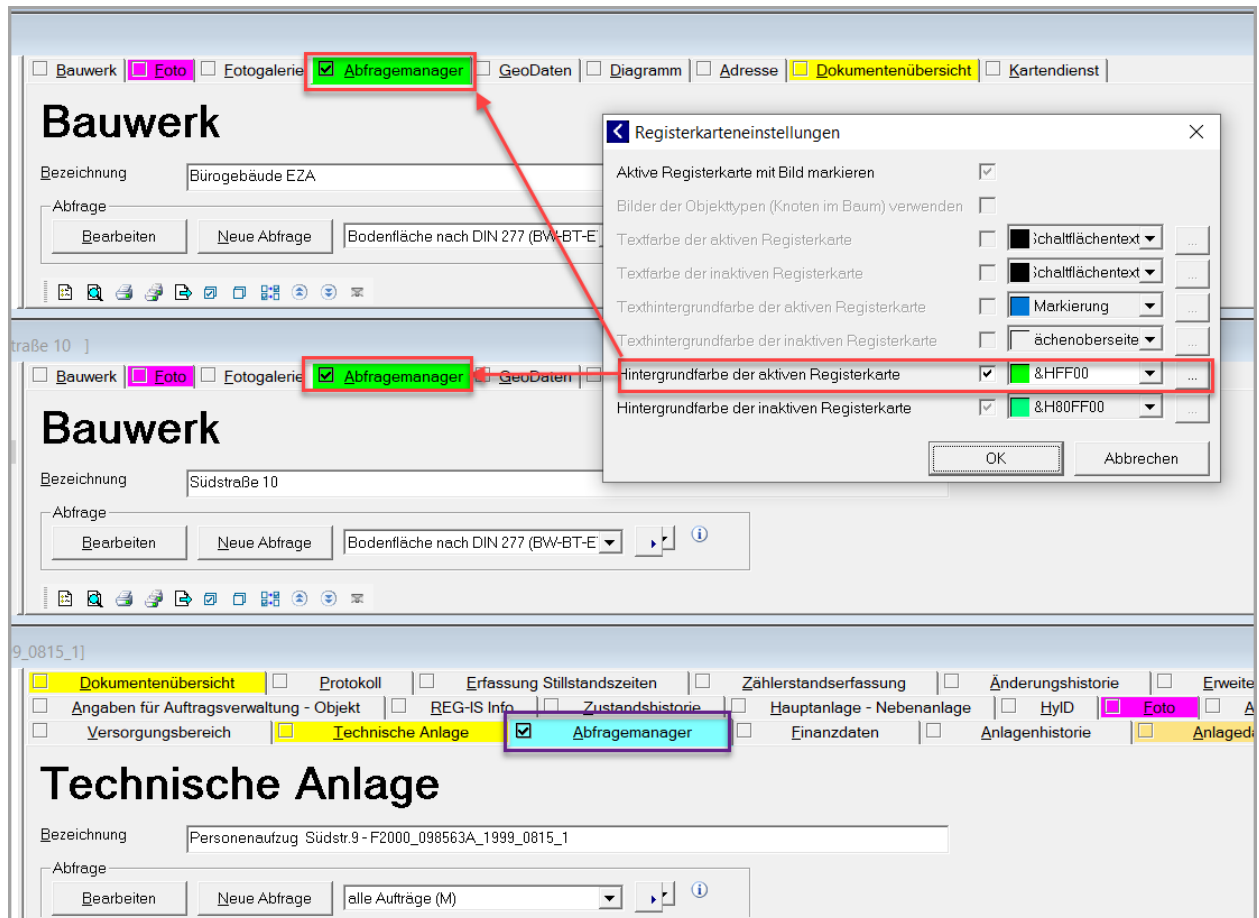 Bauwerk Foto Fotogalerie Abfragemanager GeoDaten Diagramm Adresse Dokumentenübersicht Kartendienst
Bauwerk
Bezeichnung Bürogebäude EZA
Abfrage
Bearbeiten Neue Abfrage Bodenfläche nach DIN 277 (BW-BT-E
Registerkarteneinstellungen
Aktive Registerkarte mit Bild markieren
Bilder der Objekttypen (Knoten im Baum) verwenden
Textfarbe der aktiven Registerkarte chaltflächentext ...
Textfarbe der inaktiven Registerkarte chaltflächentext ...
Texthintergrundfarbe der aktiven Registerkarte Markierung ...
Texthintergrundfarbe der inaktiven Registerkarte ächenoberseite ...
Hintergrundfarbe der aktiven Registerkarte &HFF00 ...
Hintergrundfarbe der inaktiven Registerkarte &H80FF00 ...
OK Abbrechen
traße 10 ]
Bauwerk Foto Fotogalerie Abfragemanager GeoDaten
Bauwerk
Bezeichnung Südstraße 10
Abfrage
Bearbeiten Neue Abfrage Bodenfläche nach DIN 277 (BW-BT-E
9_0815_1]
Dokumentenübersicht Protokoll Erfassung Stillstandszeiten Zählerstandserfassung Änderungshistorie Erweite
Angaben für Auftragsverwaltung - Objekt REG-IS Info Zustandshistorie Hauptanlage - Nebenanlage HyID Foto A
Versorgungsbereich Technische Anlage Abfragemanager Finanzdaten Anlagenhistorie Anlageda
Technische Anlage
Bezeichnung Personenaufzug Südstr.9 - F2000_098563A_1999_0815_1
Abfrage
Bearbeiten Neue Abfrage alle Aufträge (M)